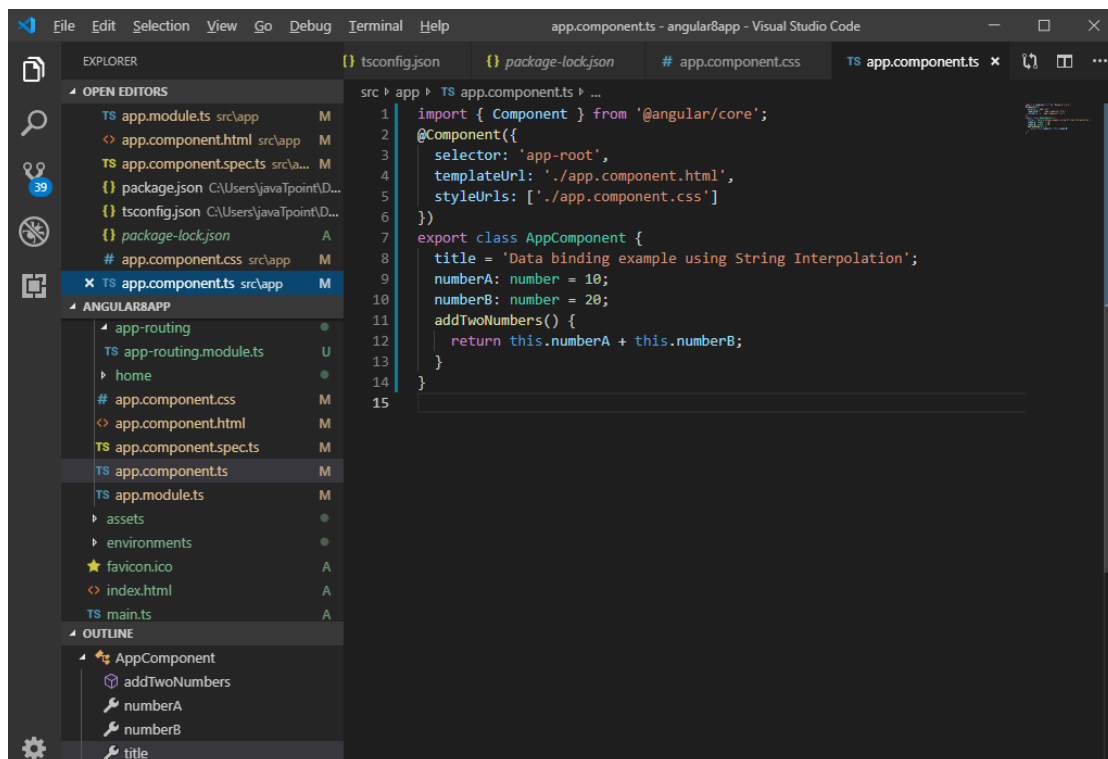 File Edit Selection View Go Debug Terminal Help app.component.ts - angular8app - Visual Studio Code
EXPLORER
OPEN EDITORS
TS app.module.ts src\app M
<> app.component.html src\app M
TS app.component.spec.ts src\a... M
{} package.json C:\Users\javaTpoint\D...
{} tsconfig.json C:\Users\javaTpoint\D...
{} package-lock.json A
# app.component.css src\app M
× TS app.component.ts src\app M
ANGULAR8APP
app-routing
TS app-routing.module.ts U
home
# app.component.css M
<> app.component.html M
TS app.component.spec.ts M
TS app.component.ts M
TS app.module.ts M
assets
environments
favicon.ico A
<> index.html A
TS main.ts A
OUTLINE
AppComponent
addTwoNumbers
numberA
numberB
title
39
{} tsconfig.json {} package-lock.json # app.component.css TS app.component.ts × ...
src app TS app.component.ts ...
1 import { Component } from '@angular/core';
2 @Component({
3 selector: 'app-root',
4 templateUrl: './app.component.html',
5 styleUrls: ['./app.component.css']
6 })
7 export class AppComponent {
8 title = 'Data binding example using String Interpolation';
9 numberA: number = 10;
10 numberB: number = 20;
11 addTwoNumbers() {
12 return this.numberA + this.numberB;
13 }
14 }
15